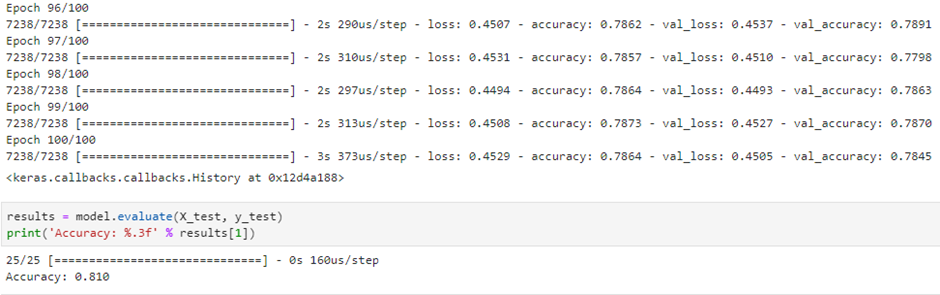 Epoch 96/100
7238/7238 [==============================] - 2s 290us/step - loss: 0.4507 - accuracy: 0.7862 - val_loss: 0.4537 - val_accuracy: 0.7891
Epoch 97/100
7238/7238 [==============================] - 2s 310us/step - loss: 0.4531 - accuracy: 0.7857 - val_loss: 0.4510 - val_accuracy: 0.7798
Epoch 98/100
7238/7238 [==============================] - 2s 297us/step - loss: 0.4494 - accuracy: 0.7864 - val_loss: 0.4493 - val_accuracy: 0.7863
Epoch 99/100
7238/7238 [==============================] - 2s 313us/step - loss: 0.4508 - accuracy: 0.7873 - val_loss: 0.4527 - val_accuracy: 0.7870
Epoch 100/100
7238/7238 [==============================] - 3s 373us/step - loss: 0.4529 - accuracy: 0.7864 - val_loss: 0.4505 - val_accuracy: 0.7845
<keras.callbacks.callbacks.History at 0x12d4a188>
results = model.evaluate(X_test, y_test)
print('Accuracy: %.3f' % results[1])
25/25 [==============================] - 0s 160us/step
Accuracy: 0.810